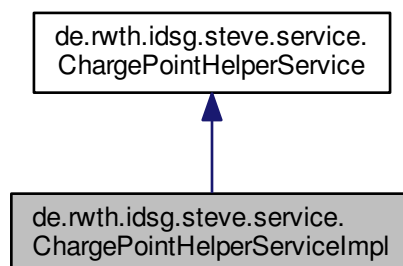 de.rwth.idsg.steve.service.
ChargePointHelperService
de.rwth.idsg.steve.service.
ChargePointHelperServiceImpl